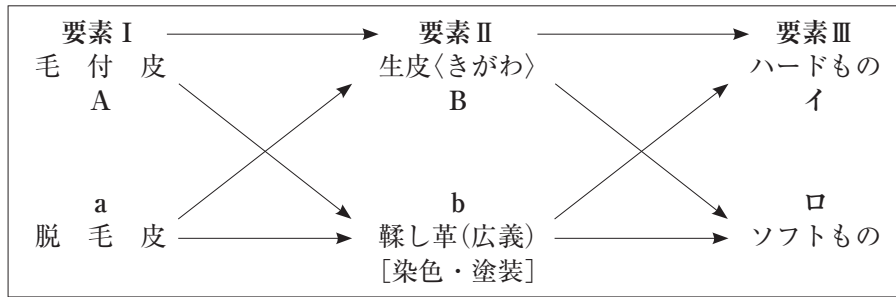 要素Ⅰ 要素Ⅱ 要素Ⅲ
毛付皮 生皮〈きがわ〉 ハードもの
A B イ
a b ロ
脱毛皮 鞣し革(広義) ソフトもの
[染色・塗装]